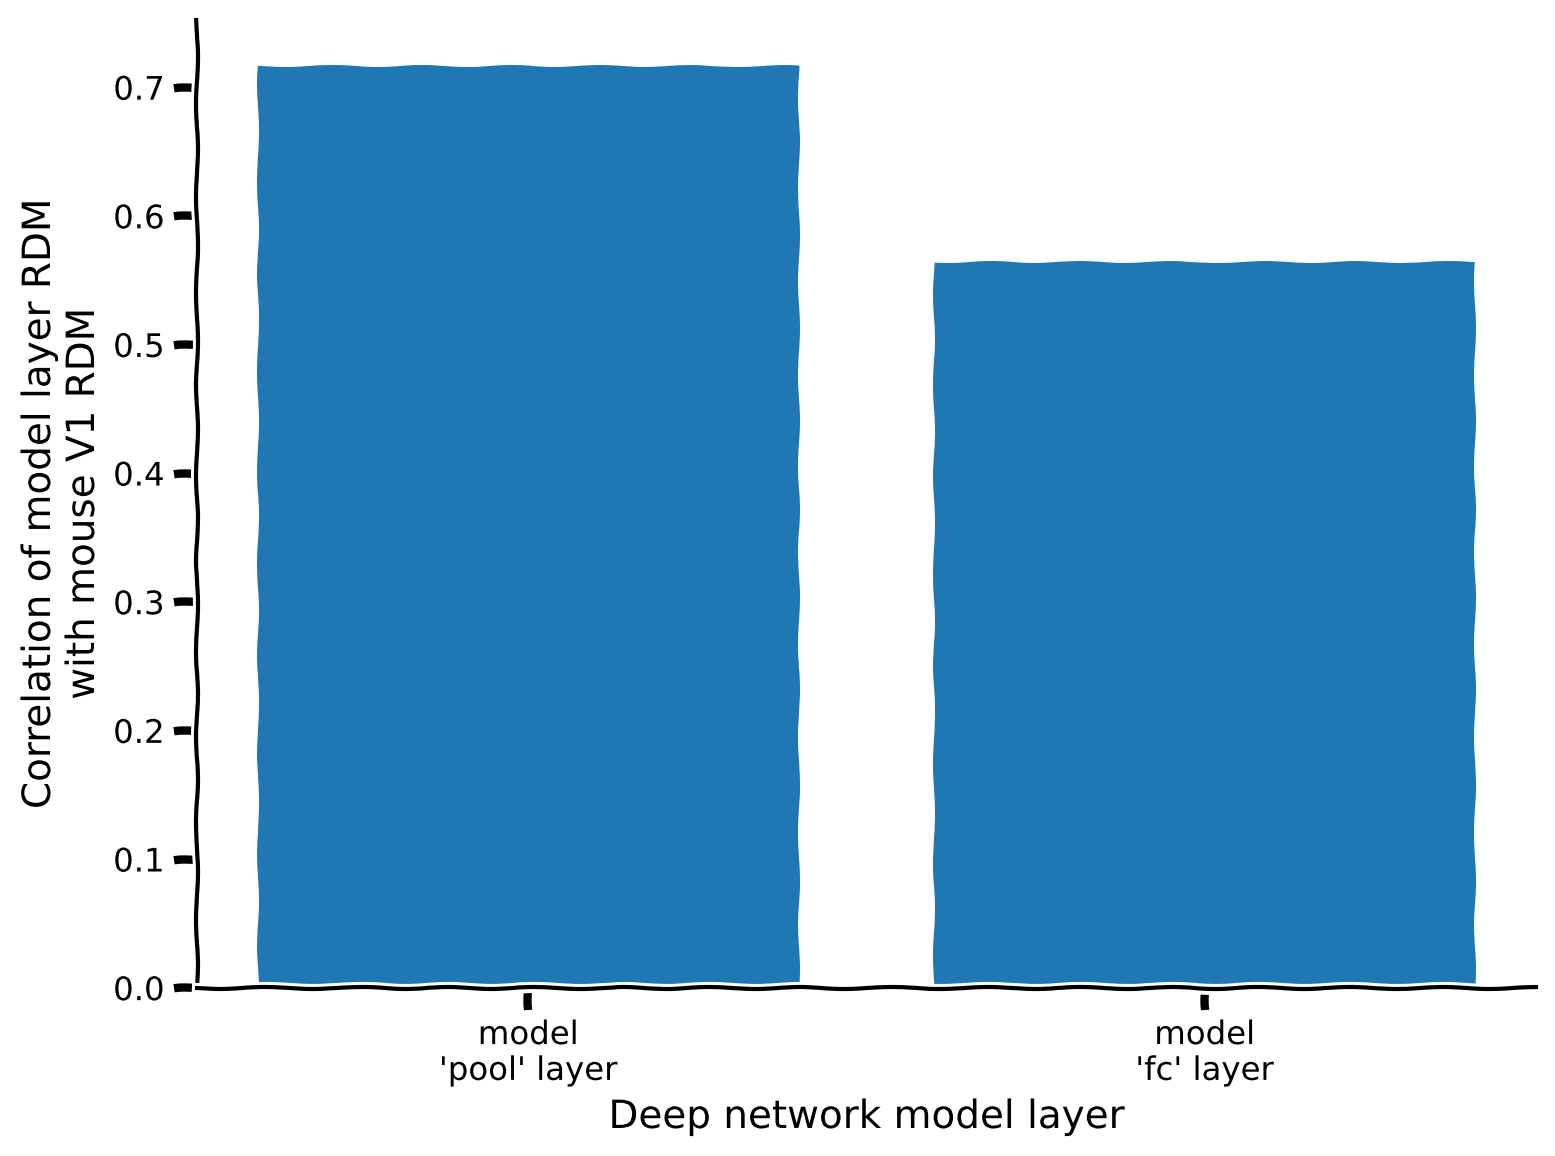 Correlation of model layer RDM
with mouse V1 RDM
0.7
0.6
0.5
0.4
0.3
0.2
0.1
0.0
model
'pool' layer
model
'fc' layer
Deep network model layer